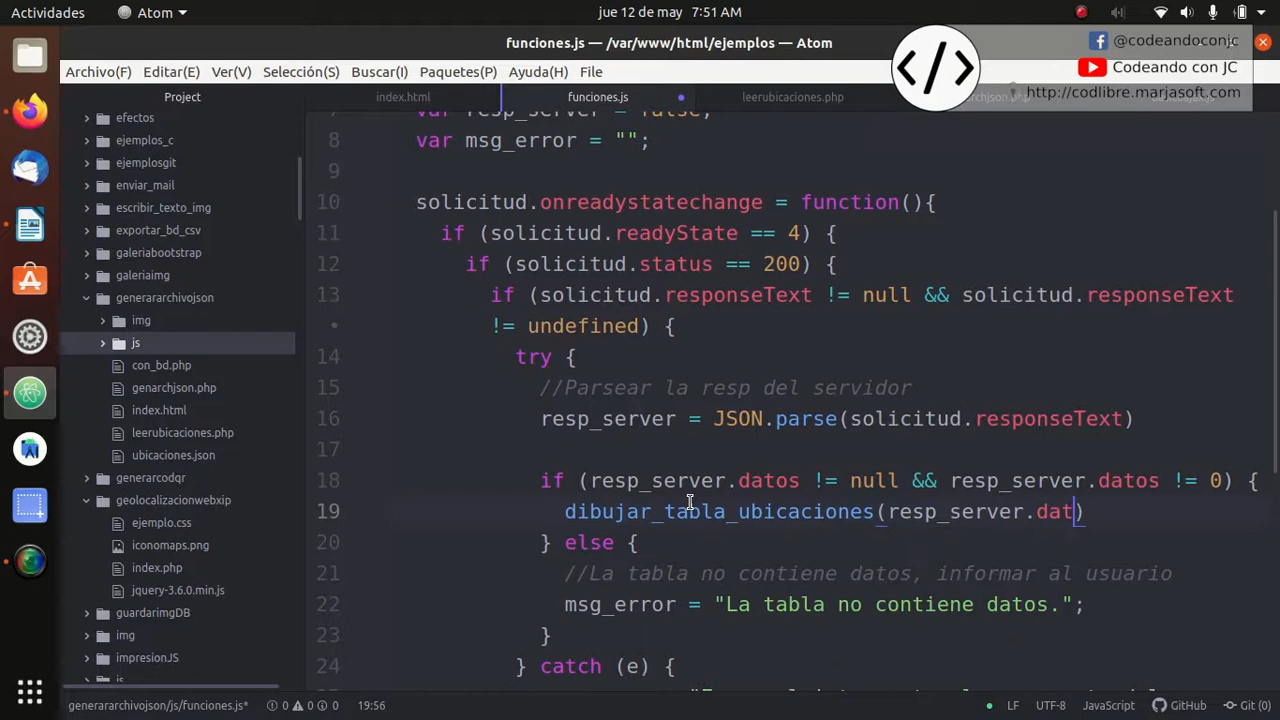 Actividades
Atom
jue 12 de may 7:51 AM
funciones.js — /var/www/html/ejemplos — Atom
@codeandoconjc
Codeando con JC
http://codlibre.marjasoft.com
Archivo(F) Editar(E) Ver(V) Selección(S) Buscar(I) Paquetes(P) Ayuda(H) File
Project
index.html
funciones.js
leerubicaciones.php
efectos
ejemplos_c
ejemplosgit
enviar_mail
escribir_texto_img
exportar_bd_csv
galeriabootstrap
galeriaimg
generararchivojson
img
js
con_bd.php
genarchjson.php
index.html
leerubicaciones.php
ubicaciones.json
generarcodqr
geolocalizacionwebxip
ejemplo.css
iconomaps.png
index.php
jquery-3.6.0.min.js
guardarimgDB
img
impresionJS
7 var resp_server = false;
8 var msg_error = "";
9
10 solicitud.onreadystatechange = function(){
11 if (solicitud.readyState == 4) {
12 if (solicitud.status == 200) {
13 if (solicitud.responseText != null && solicitud.responseText
• != undefined) {
14 try {
15 //Parsear la resp del servidor
16 resp_server = JSON.parse(solicitud.responseText)
17
18 if (resp_server.datos != null && resp_server.datos != 0) {
19 dibujar_tabla_ubicaciones(resp_server.dat)
20 } else {
21 //La tabla no contiene datos, informar al usuario
22 msg_error = "La tabla no contiene datos.";
23 }
24 } catch (e) {
generararchivojson/js/funciones.js* 0 0 0 19:56
LF UTF-8 JavaScript GitHub Git (0)